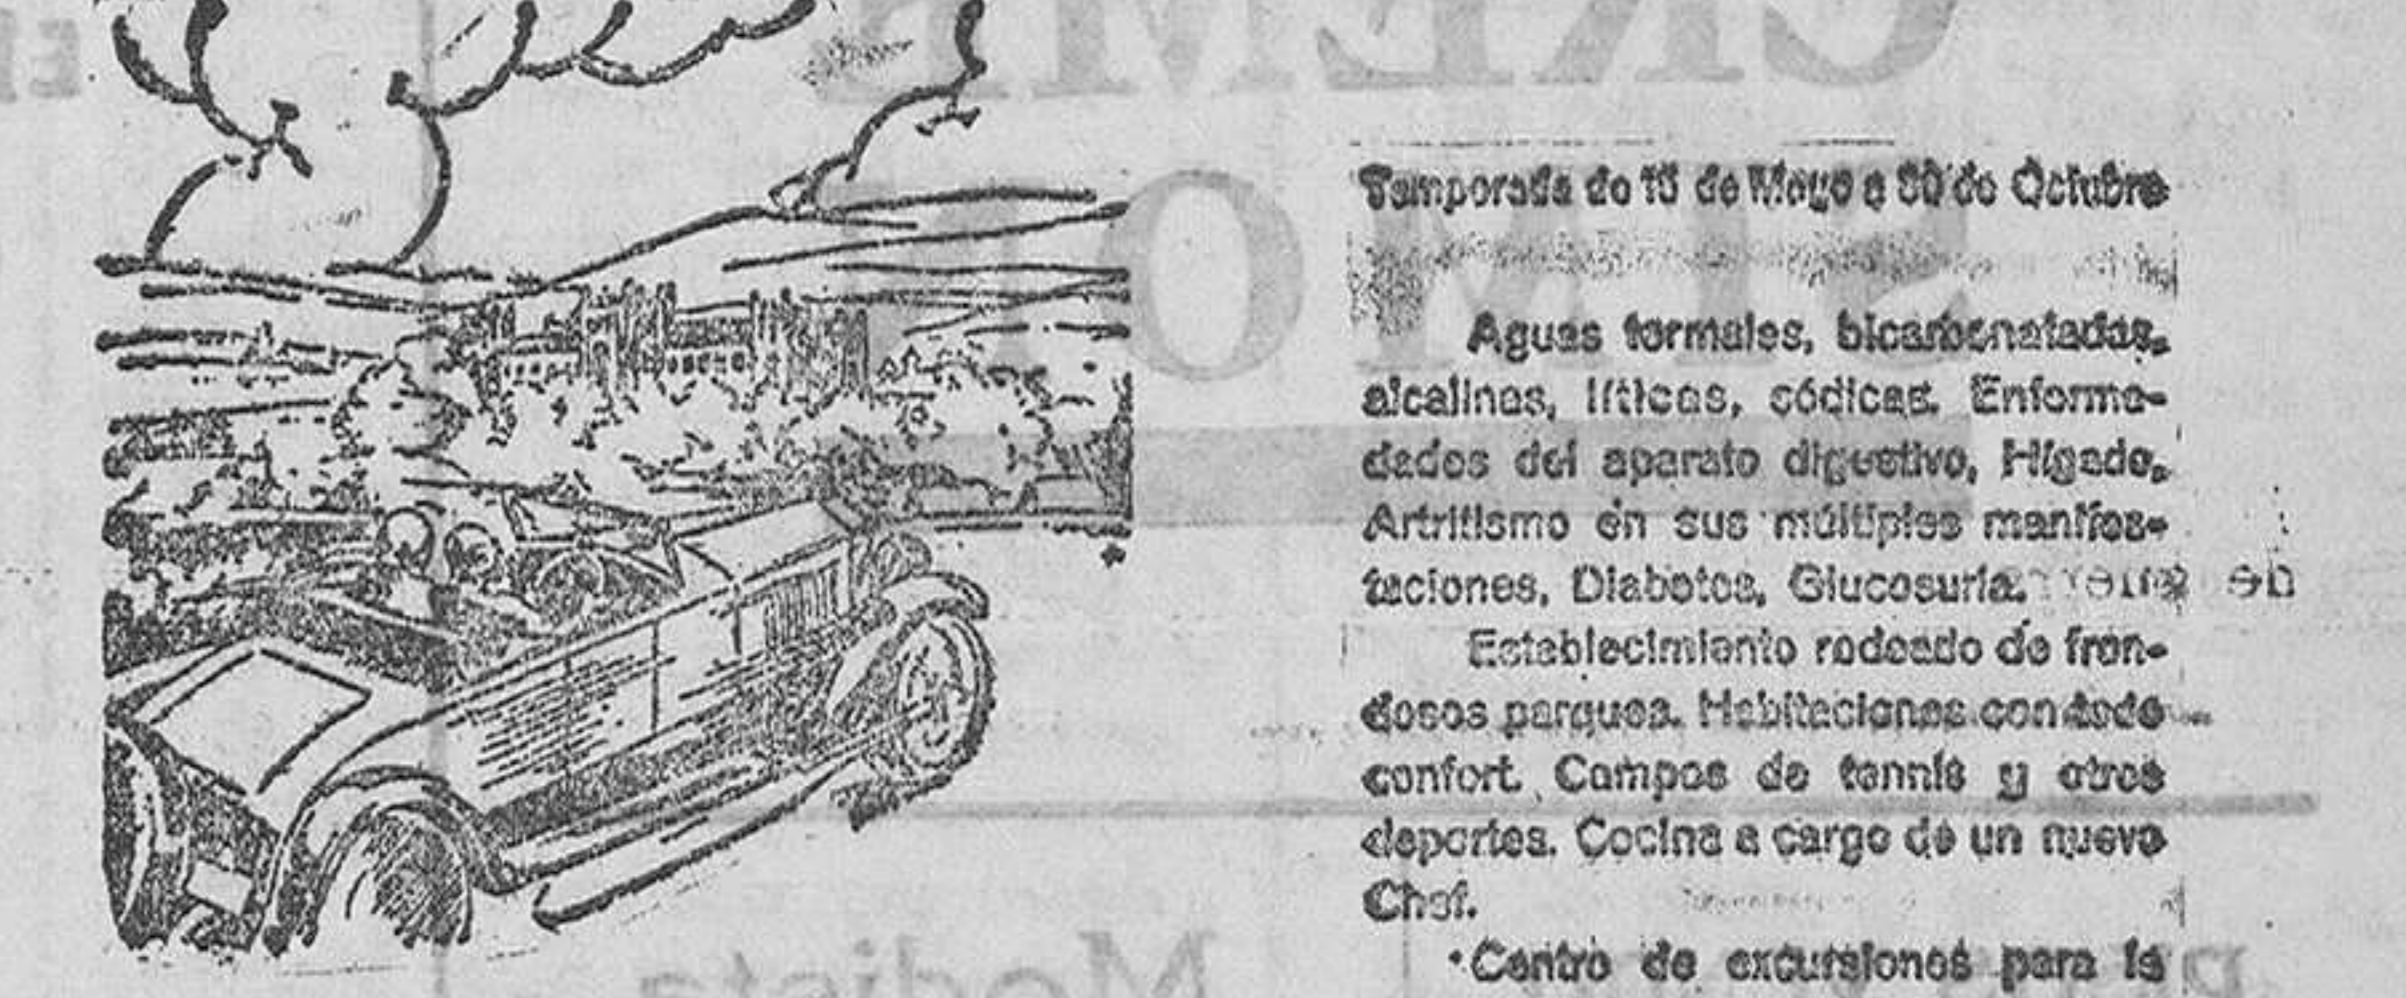 Temporada de 15 de Mayo a 30 de Octubre
Aguas termales, bicarbonatadas,
alcalinas, líticas, sódicas. Enferme-
dades del aparato digestivo, Hígado,
Artritismo en sus múltiples manifes-
taciones, Diabetes, Glucosuria.
Establecimiento rodeado de fron-
dosos parques. Habitaciones con todo
confort. Campos de tennis y otros
deportes. Cocina a cargo de un nuevo
Chef.
Centro de excursiones para la
Modista